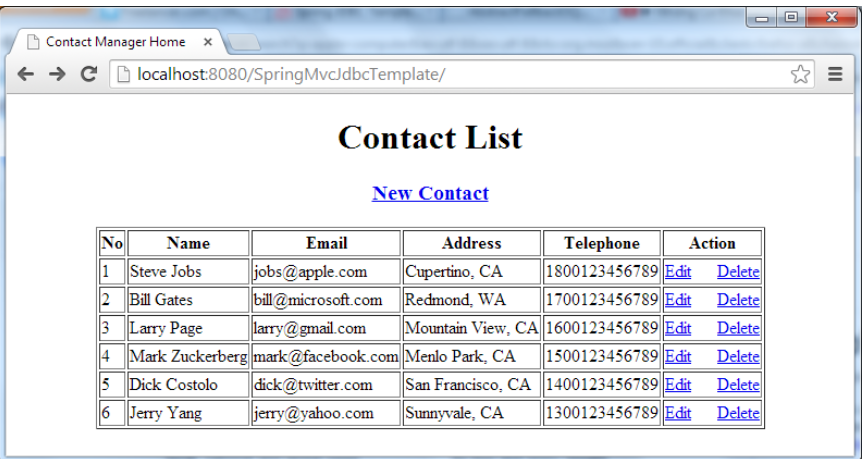 Contact Manager Home
localhost:8080/SpringMvcJdbcTemplate/
Contact List
New Contact
No Name Email Address Telephone Action
1 Steve Jobs jobs@apple.com Cupertino, CA 1800123456789 Edit Delete
2 Bill Gates bill@microsoft.com Redmond, WA 1700123456789 Edit Delete
3 Larry Page larry@gmail.com Mountain View, CA 1600123456789 Edit Delete
4 Mark Zuckerberg mark@facebook.com Menlo Park, CA 1500123456789 Edit Delete
5 Dick Costolo dick@twitter.com San Francisco, CA 1400123456789 Edit Delete
6 Jerry Yang jerry@yahoo.com Sunnyvale, CA 1300123456789 Edit Delete